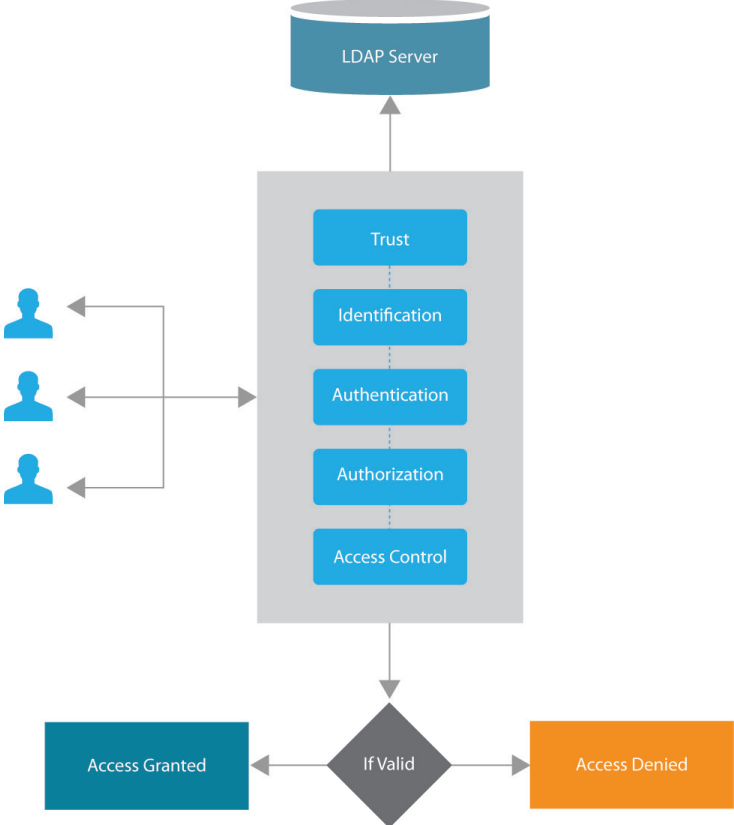 LDAP Server
Trust
Identification
Authentication
Authorization
Access Control
Access Granted
If Valid
Access Denied